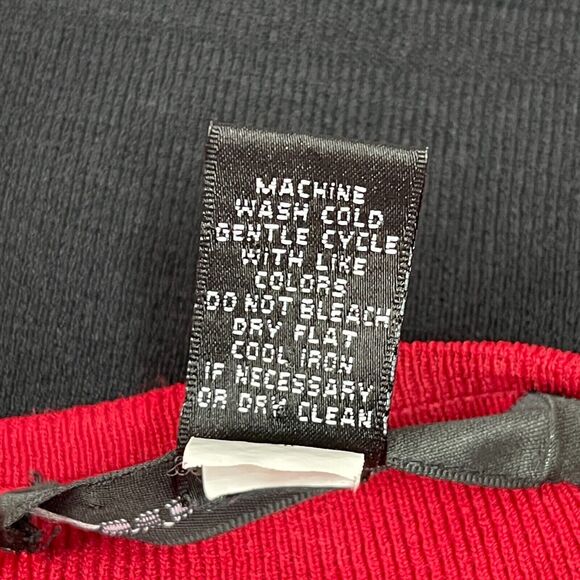 MACHINE
WASH COLD
GENTLE CYCLE
WITH LIKE
COLORS
DO NOT BLEACH
DRY FLAT
COOL IRON
IF NECESSARY
OR DRY CLEAN